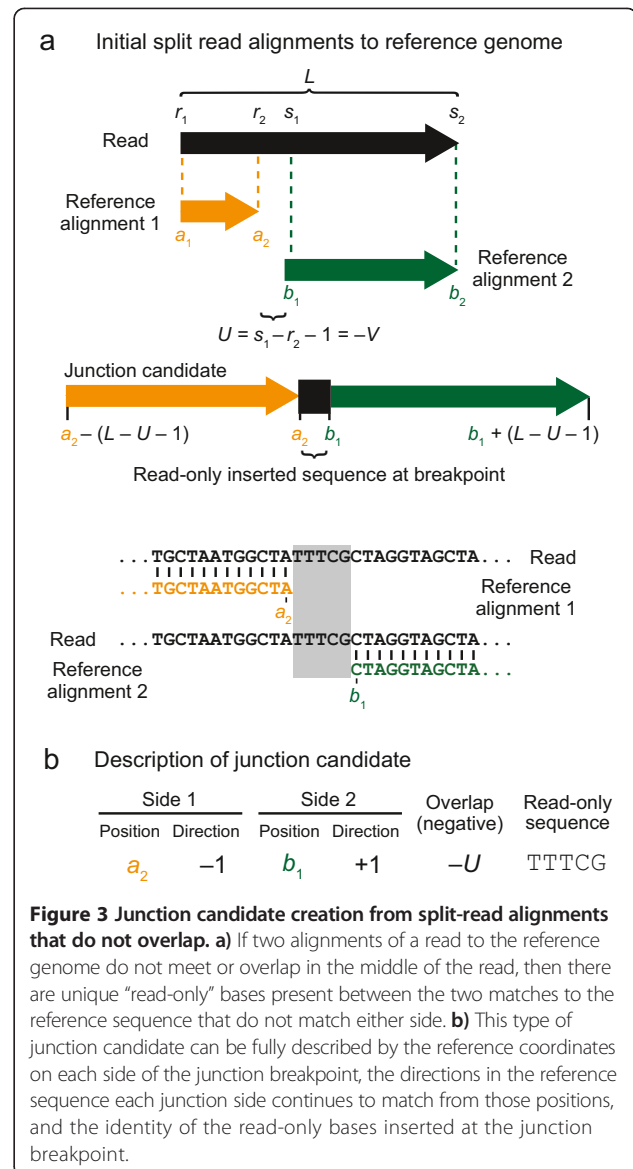 a Initial split read alignments to reference genome
L
r1 r2 s1 s2
Read
Reference
alignment 1
a1 a2
Reference
alignment 2
b1 b2
U = s1 – r2 – 1 = –V
Junction candidate
a2 – (L – U – 1) a2 b1 b1 + (L – U – 1)
Read-only inserted sequence at breakpoint
. . . TGCTAATGGCTATTTCGCTAGGTAGCTA. . . Read
. . . TGCTAATGGCTA Reference
alignment 1
a2
Read . . . TGCTAATGGCTATTTCGCTAGGTAGCTA. . .
Reference
alignment 2
CTAGGTAGCTA. . .
b1
b Description of junction candidate
Side 1 Side 2 Overlap Read-only
Position Direction Position Direction (negative) sequence
a2 –1 b1 +1 –U TTTCG
Figure 3 Junction candidate creation from split-read alignments
that do not overlap. a) If two alignments of a read to the reference
genome do not meet or overlap in the middle of the read, then there
are unique “read-only” bases present between the two matches to the
reference sequence that do not match either side. b) This type of
junction candidate can be fully described by the reference coordinates
on each side of the junction breakpoint, the directions in the reference
sequence each junction side continues to match from those positions,
and the identity of the read-only bases inserted at the junction
breakpoint.